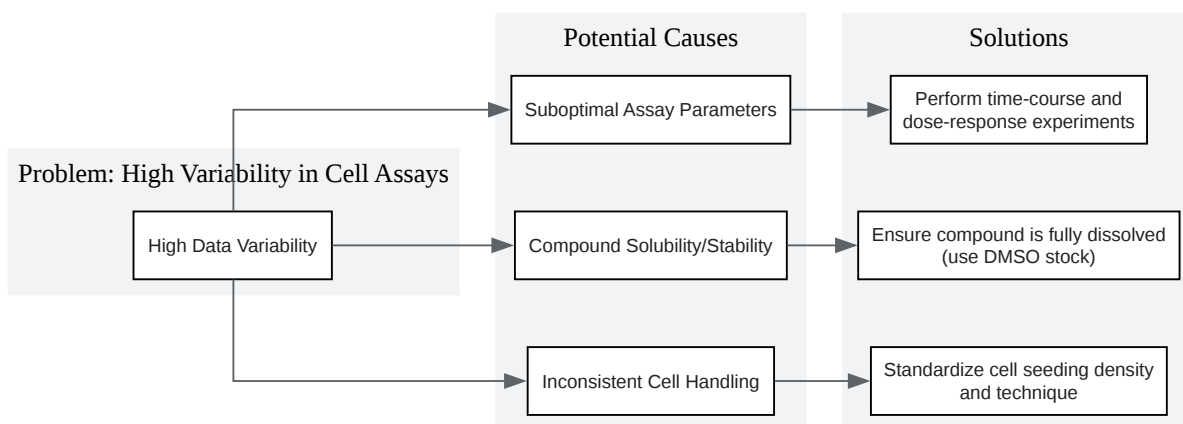 Potential Causes
Solutions
Suboptimal Assay Parameters
Perform time-course and
dose-response experiments
Problem: High Variability in Cell Assays
High Data Variability
Compound Solubility/Stability
Ensure compound is fully dissolved
(use DMSO stock)
Inconsistent Cell Handling
Standardize cell seeding density
and technique